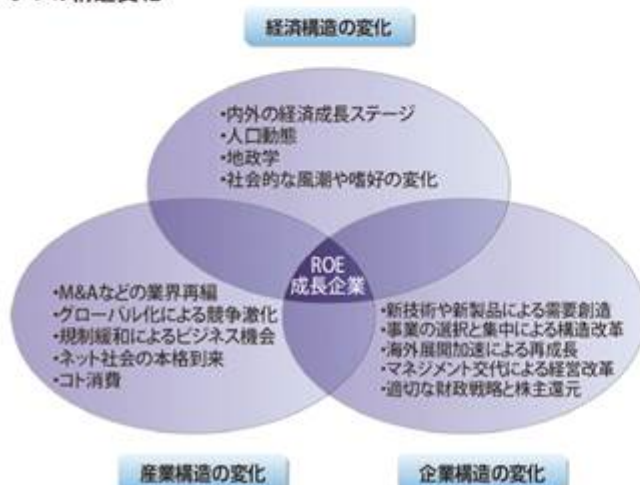 経済構造の変化
・内外の経済成長ステージ
・人口動態
・地政学
・社会的な風潮や嗜好の変化
ROE
成長企業
・M&Aなどの業界再編
・グローバル化による競争激化
・規制緩和によるビジネス機会
・ネット社会の本格到来
・コト消費
・新技術や新製品による需要創造
・事業の選択と集中による構造改革
・海外展開加速による再成長
・マネジメント交代による経営改革
・適切な財政戦略と株主還元
産業構造の変化
企業構造の変化